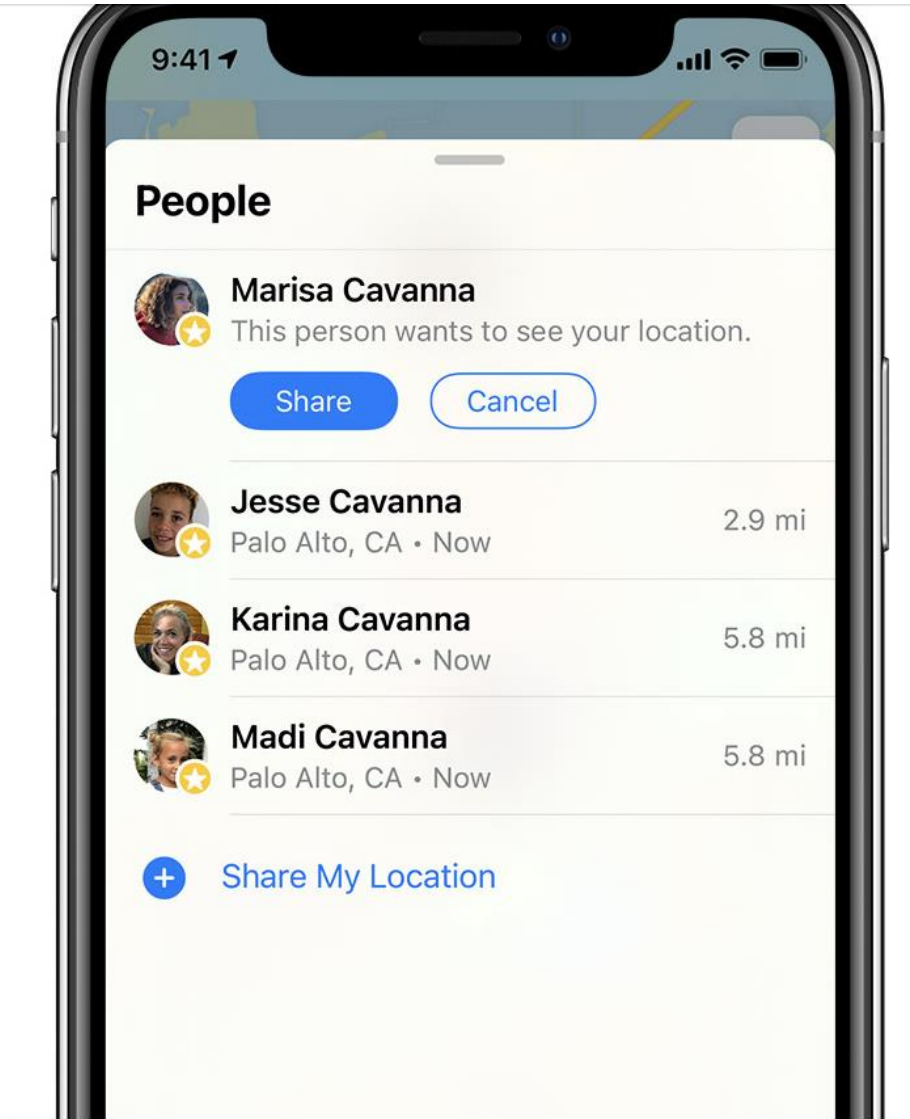 9:41
People
Marisa Cavanna
This person wants to see your location.
Share Cancel
Jesse Cavanna
Palo Alto, CA • Now
2.9 mi
Karina Cavanna
Palo Alto, CA • Now
5.8 mi
Madi Cavanna
Palo Alto, CA • Now
5.8 mi
Share My Location